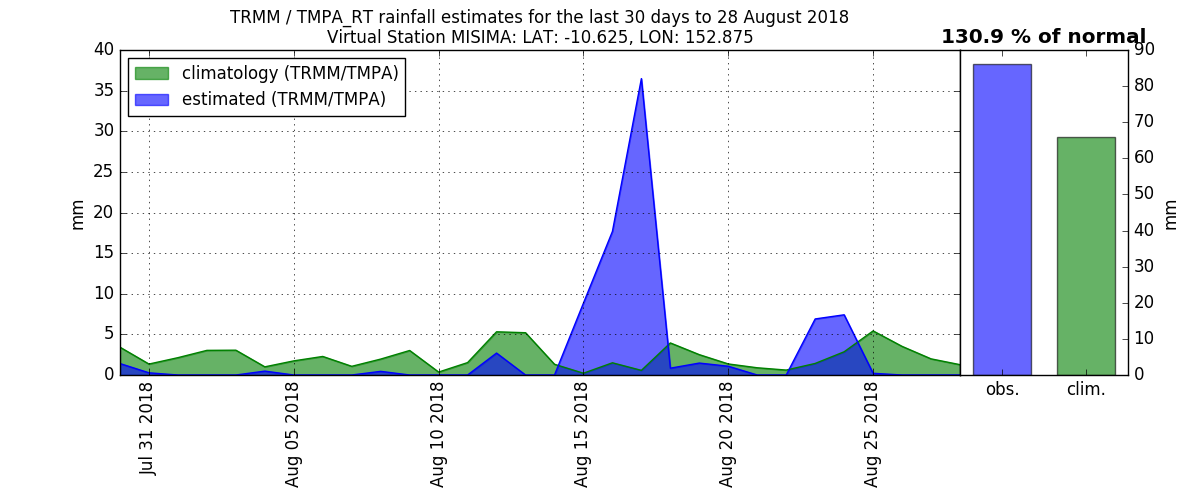 TRMM / TMPA_RT rainfall estimates for the last 30 days to 28 August 2018
Virtual Station MISIMA: LAT: -10.625, LON: 152.875
130.9 % of normal
climatology (TRMM/TMPA)
estimated (TRMM/TMPA)
mm
40
35
30
25
20
15
10
5
0
Jul 31 2018
Aug 05 2018
Aug 10 2018
Aug 15 2018
Aug 20 2018
Aug 25 2018
obs.
clim.
90
80
70
60
50
40
30
20
10
0
mm